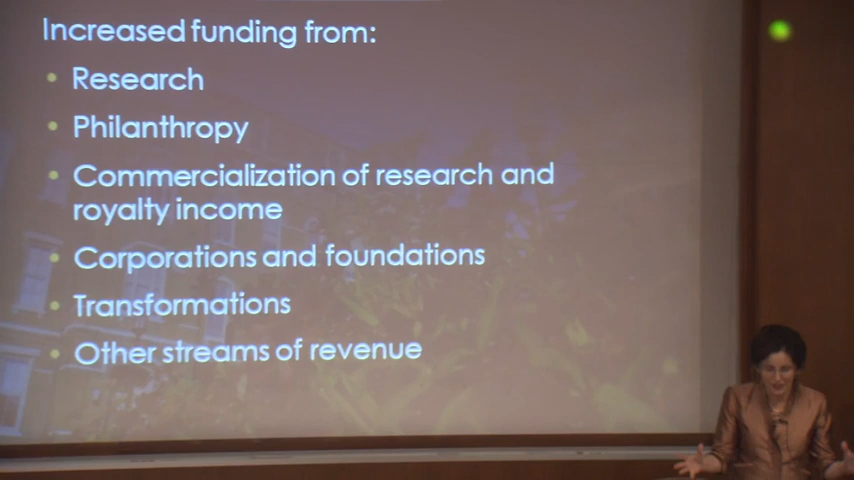 Increased funding from:
• Research
• Philanthropy
• Commercialization of research and
royalty income
• Corporations and foundations
• Transformations
• Other streams of revenue